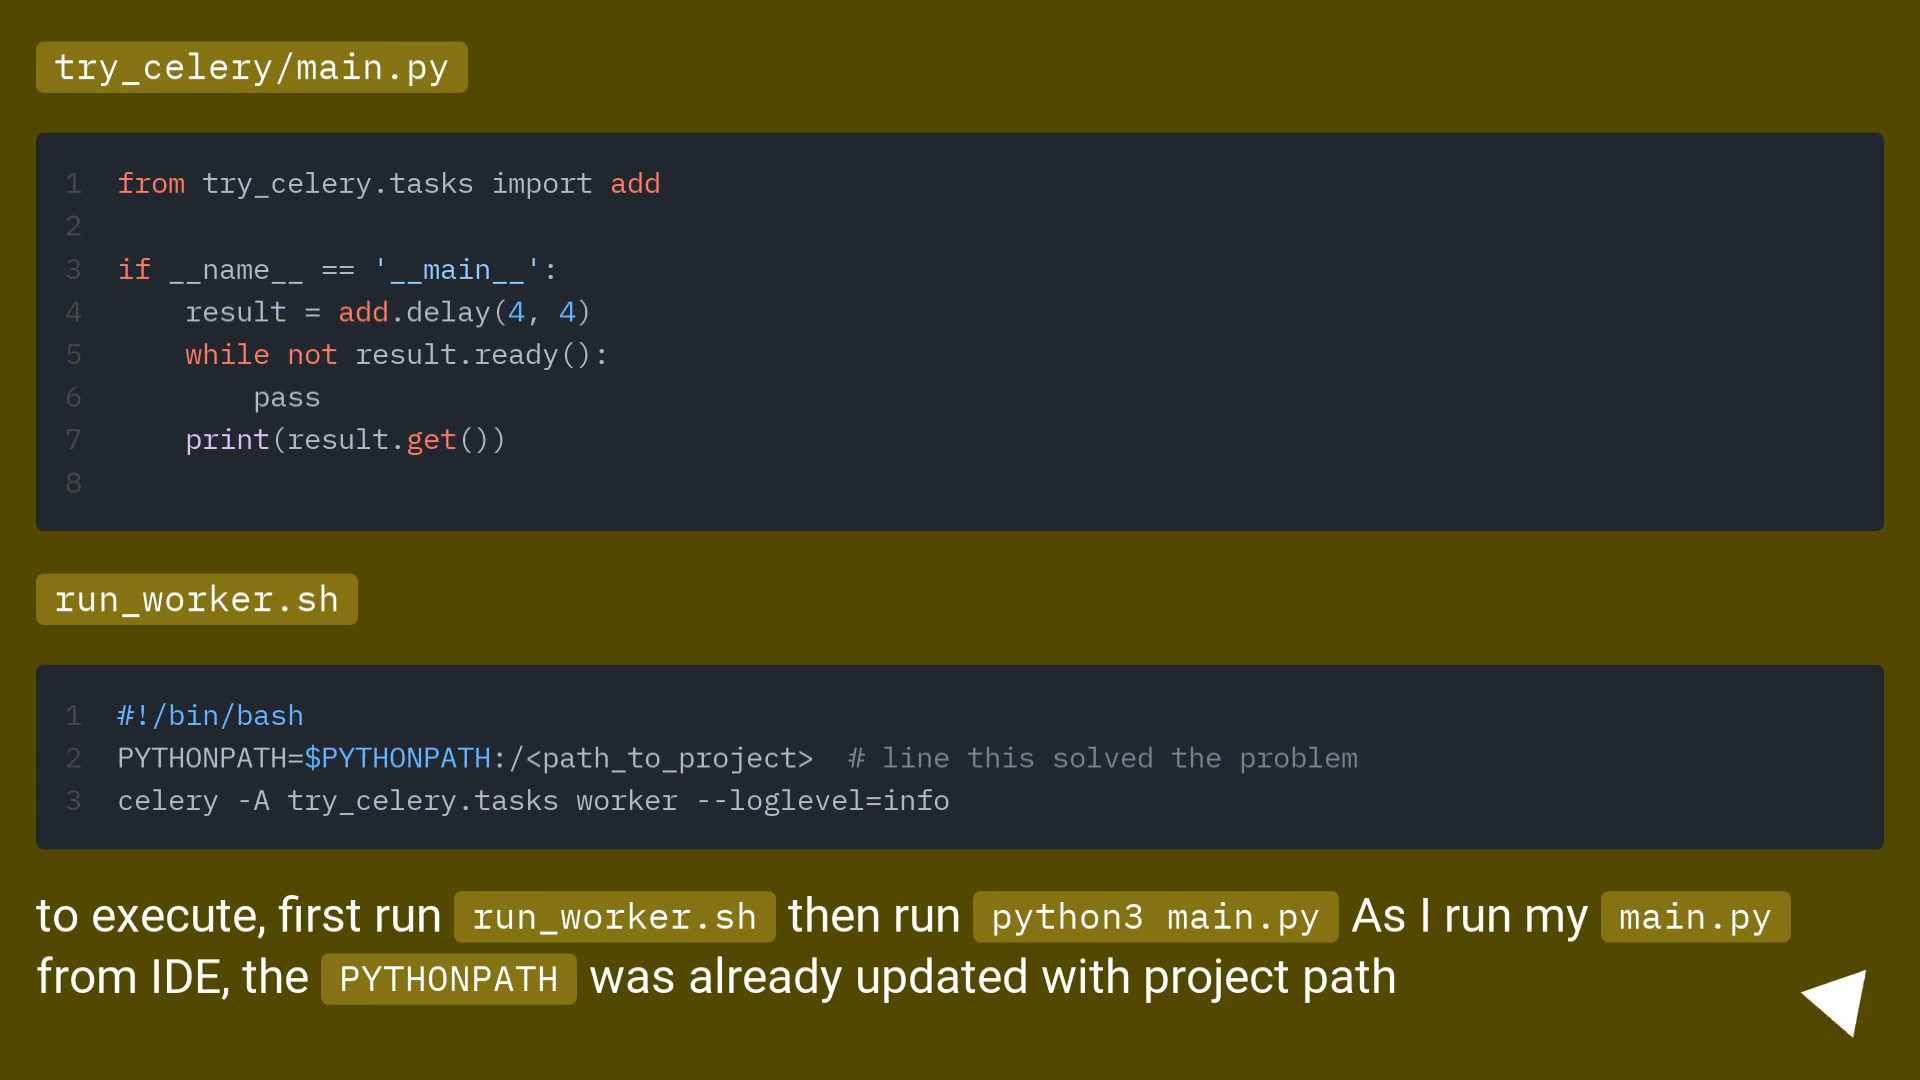 try_celery/main.py
1 from try_celery.tasks import add
2
3 if __name__ == '__main__':
4     result = add.delay(4, 4)
5     while not result.ready():
6         pass
7     print(result.get())
8
run_worker.sh
1 #!/bin/bash
2 PYTHONPATH=$PYTHONPATH:/<path_to_project>  # line this solved the problem
3 celery -A try_celery.tasks worker --loglevel=info
to execute, first run run_worker.sh then run python3 main.py As I run my main.py
from IDE, the PYTHONPATH was already updated with project path